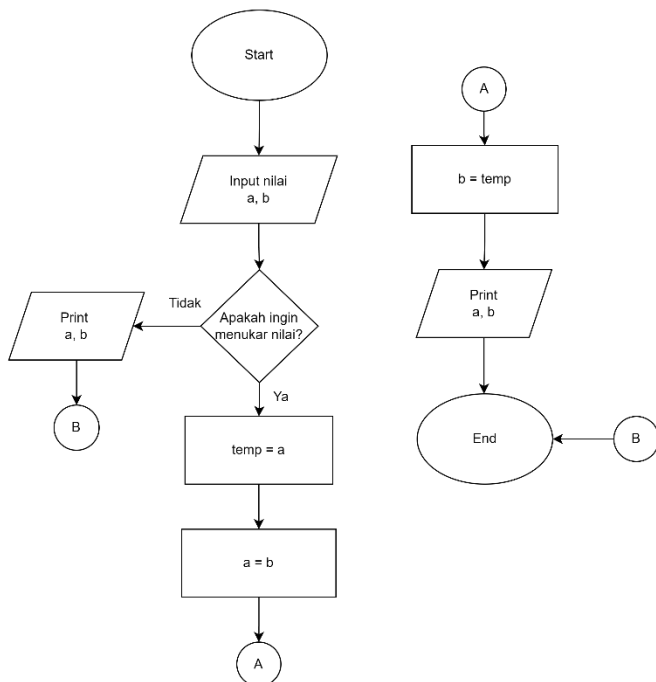 Start
Input nilai
a, b
Apakah ingin
menukar nilai?
Tidak
Print
a, b
B
Ya
temp = a
a = b
A
A
b = temp
Print
a, b
End
B